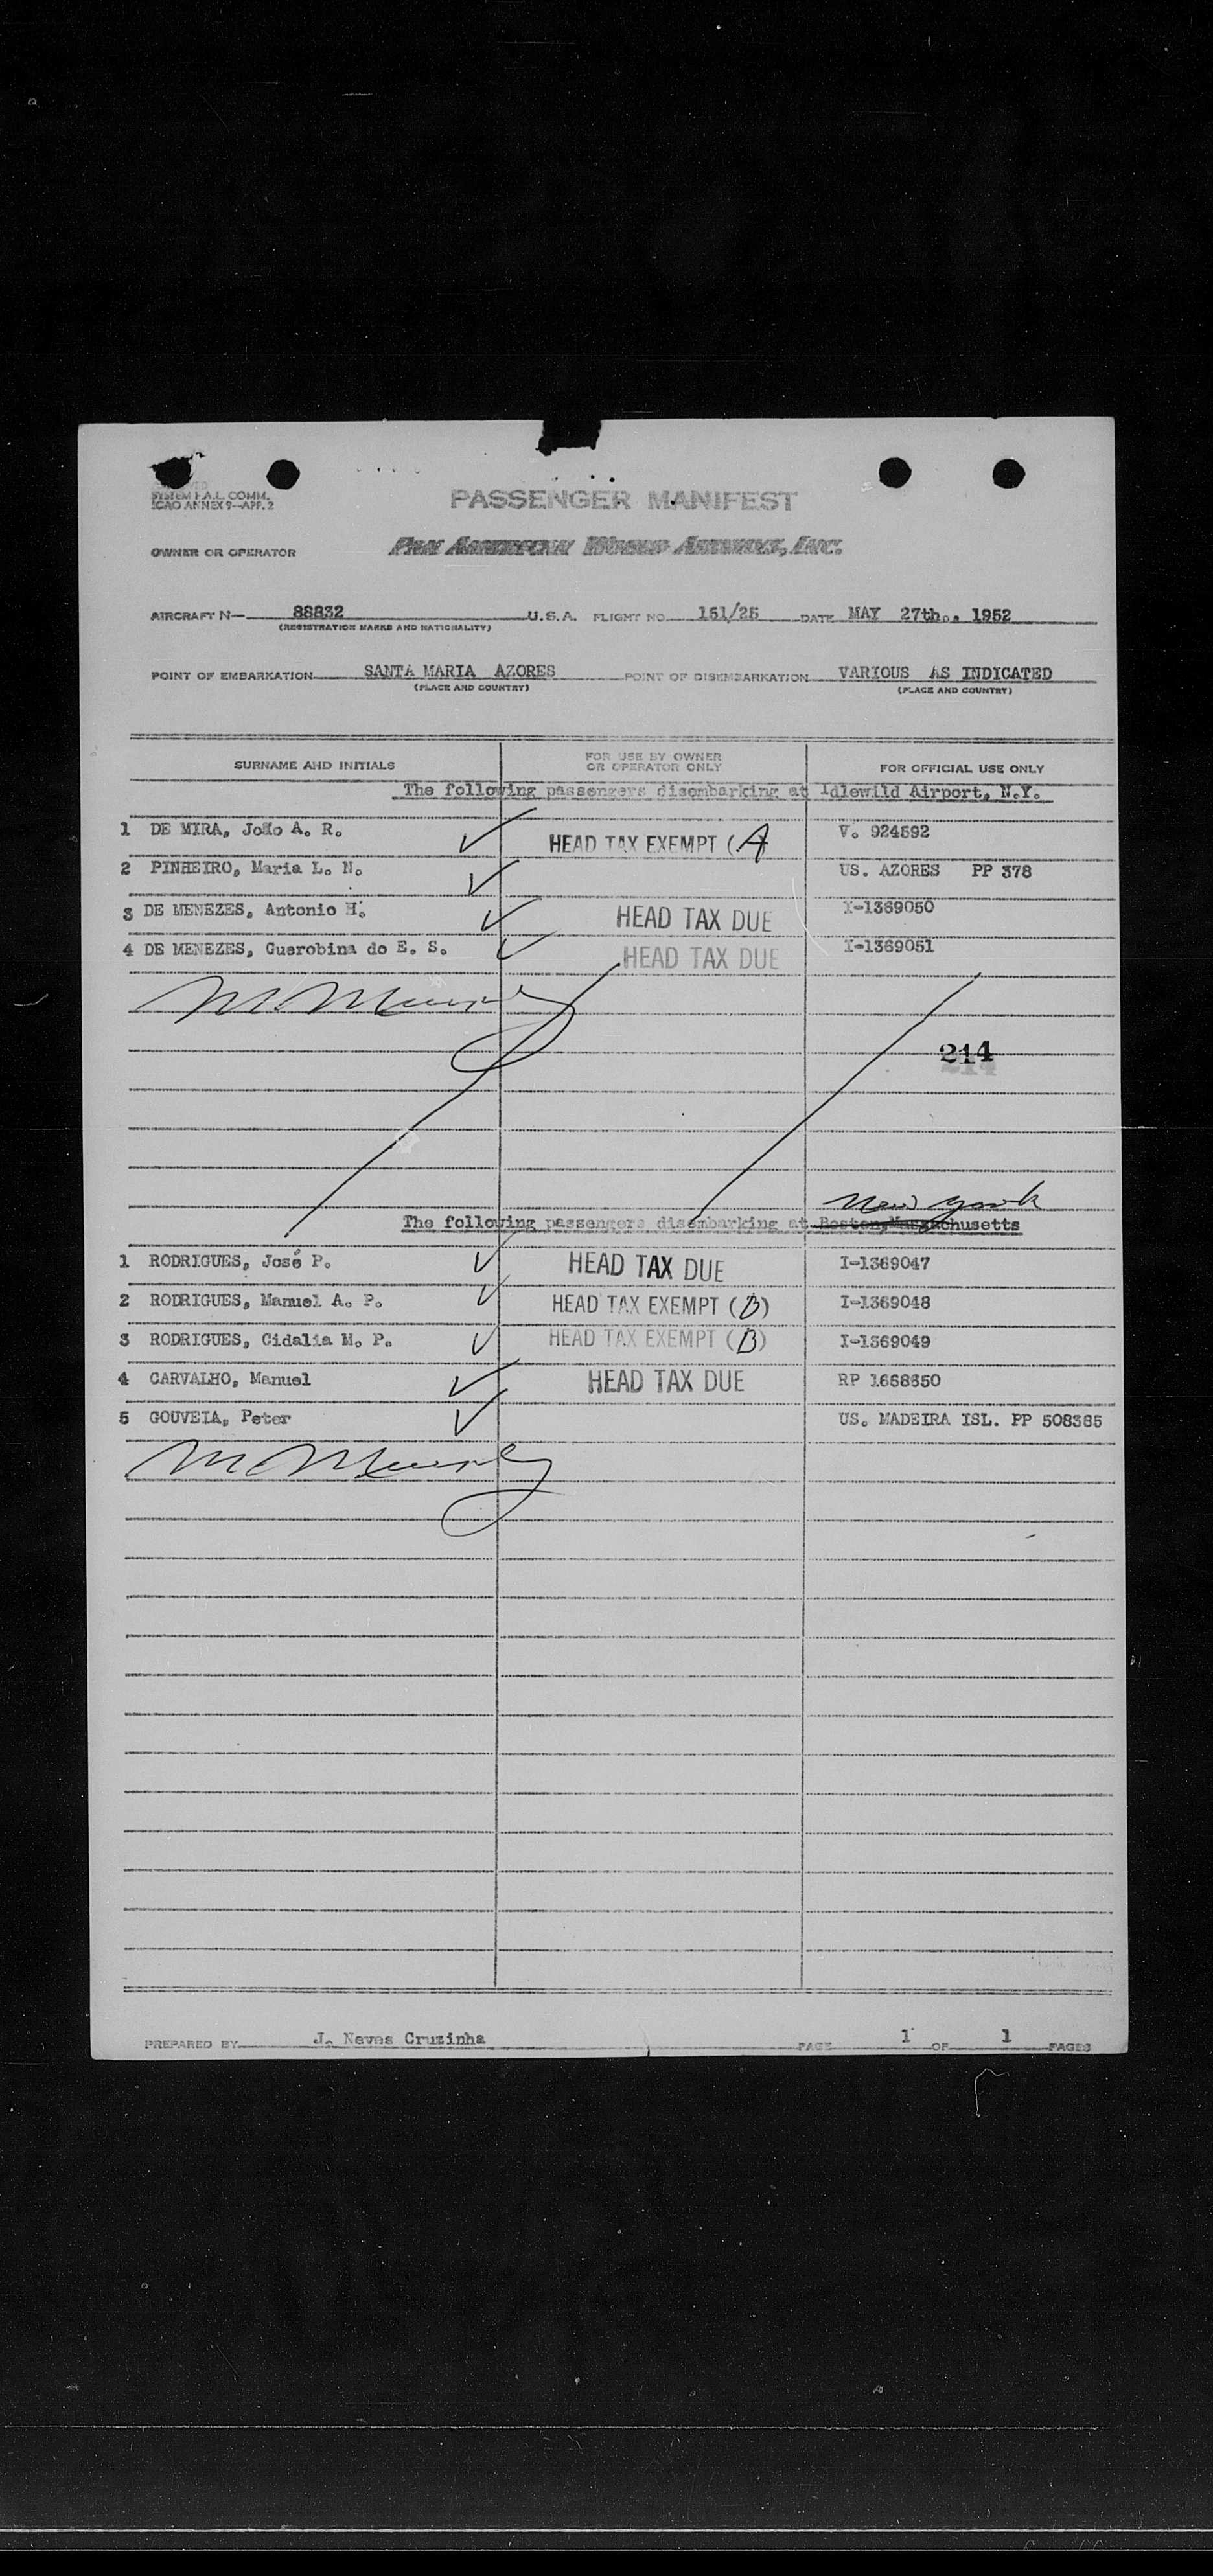 SYSTEM F.A.L. COMM.
ICAO ANNEX 9—APP. 2
PASSENGER MANIFEST
OWNER OR OPERATOR PAN AMERICAN WORLD AIRWAYS, INC.
AIRCRAFT N— 88832 U.S.A. FLIGHT NO. 151/25 DATE MAY 27th., 1952
(REGISTRATION MARKS AND NATIONALITY)
POINT OF EMBARKATION SANTA MARIA AZORES POINT OF DISEMBARKATION VARIOUS AS INDICATED
(PLACE AND COUNTRY) (PLACE AND COUNTRY)
SURNAME AND INITIALS FOR USE BY OWNER OR OPERATOR ONLY FOR OFFICIAL USE ONLY
The following passengers disembarking at Idlewild Airport, N.Y.
1 DE MIRA, João A. R. HEAD TAX EXEMPT (A) V. 924592
2 PINHEIRO, Maria L. N. US. AZORES PP 378
3 DE MENEZES, Antonio H. HEAD TAX DUE I-1369050
4 DE MENEZES, Guerobina do E. S. HEAD TAX DUE I-1369051
214
New York
The following passengers disembarking at Boston, Massachusetts
1 RODRIGUES, José P. HEAD TAX DUE I-1369047
2 RODRIGUES, Manuel A. P. HEAD TAX EXEMPT (B) I-1369048
3 RODRIGUES, Cidalia M. P. HEAD TAX EXEMPT (B) I-1369049
4 CARVALHO, Manuel HEAD TAX DUE RP 1668650
5 GOUVEIA, Peter US. MADEIRA ISL. PP 508385
PREPARED BY J. Neves Cruzinha PAGE 1 OF 1 PAGES